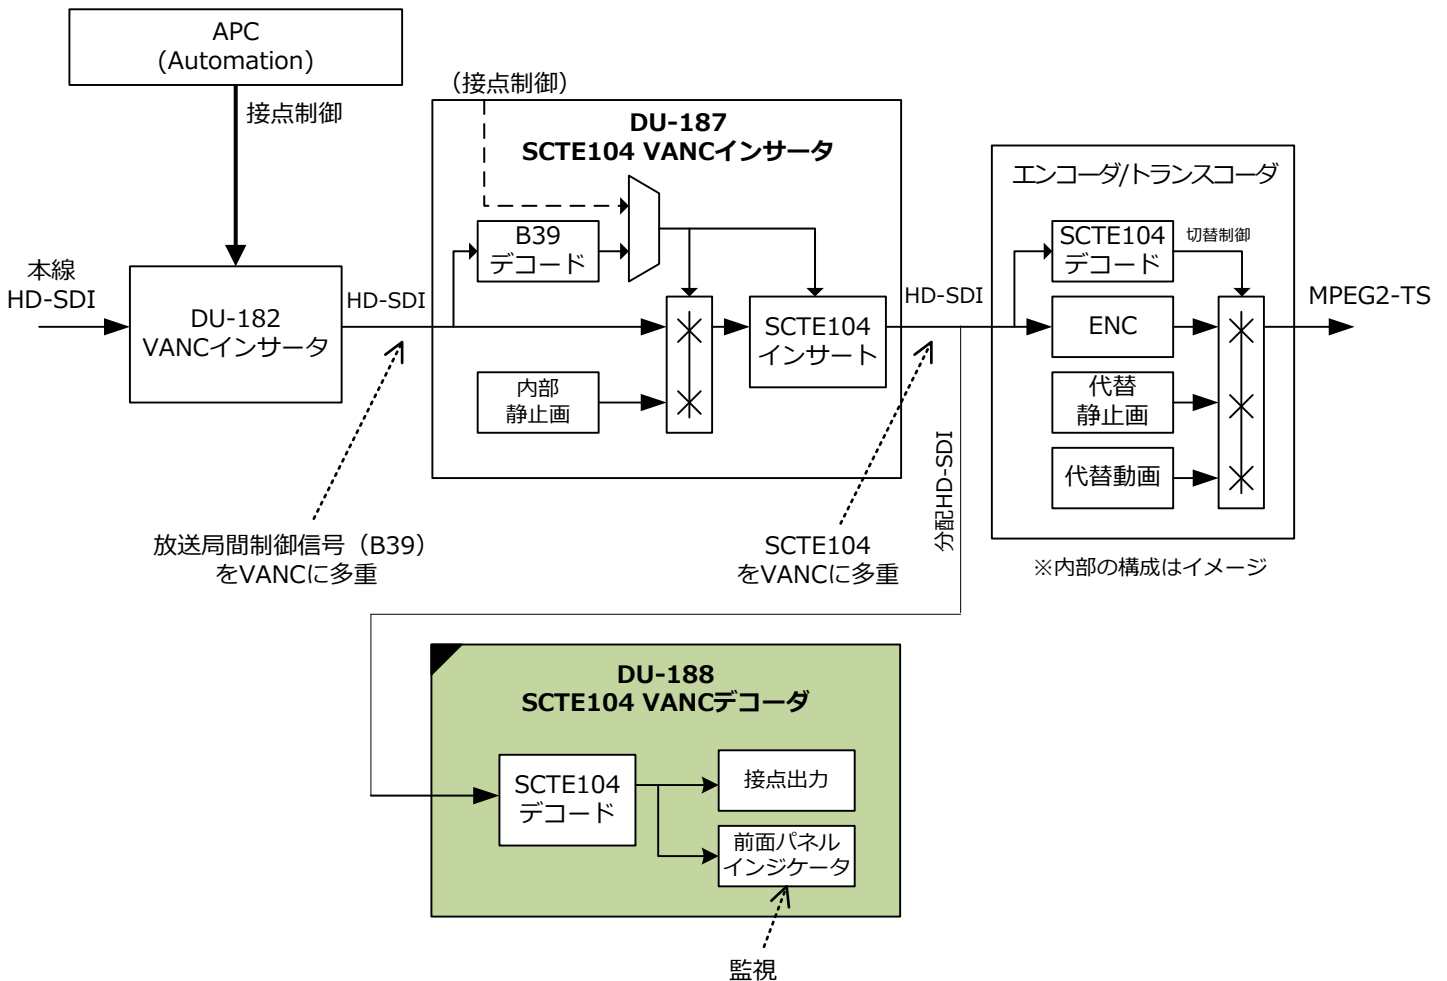 APC
(Automation)
接点制御
(接点制御)
DU-187
SCTE104 VANCインサータ
B39
デコード
内部
静止画
SCTE104
インサート
本線
HD-SDI
DU-182
VANCインサータ
HD-SDI
HD-SDI
エンコーダ/トランスコーダ
SCTE104
デコード
切替制御
ENC
代替
静止画
代替動画
MPEG2-TS
放送局間制御信号（B39）
をVANCに多重
SCTE104
をVANCに多重
分配HD-SDI
※内部の構成はイメージ
DU-188
SCTE104 VANCデコーダ
SCTE104
デコード
接点出力
前面パネル
インジケータ
監視